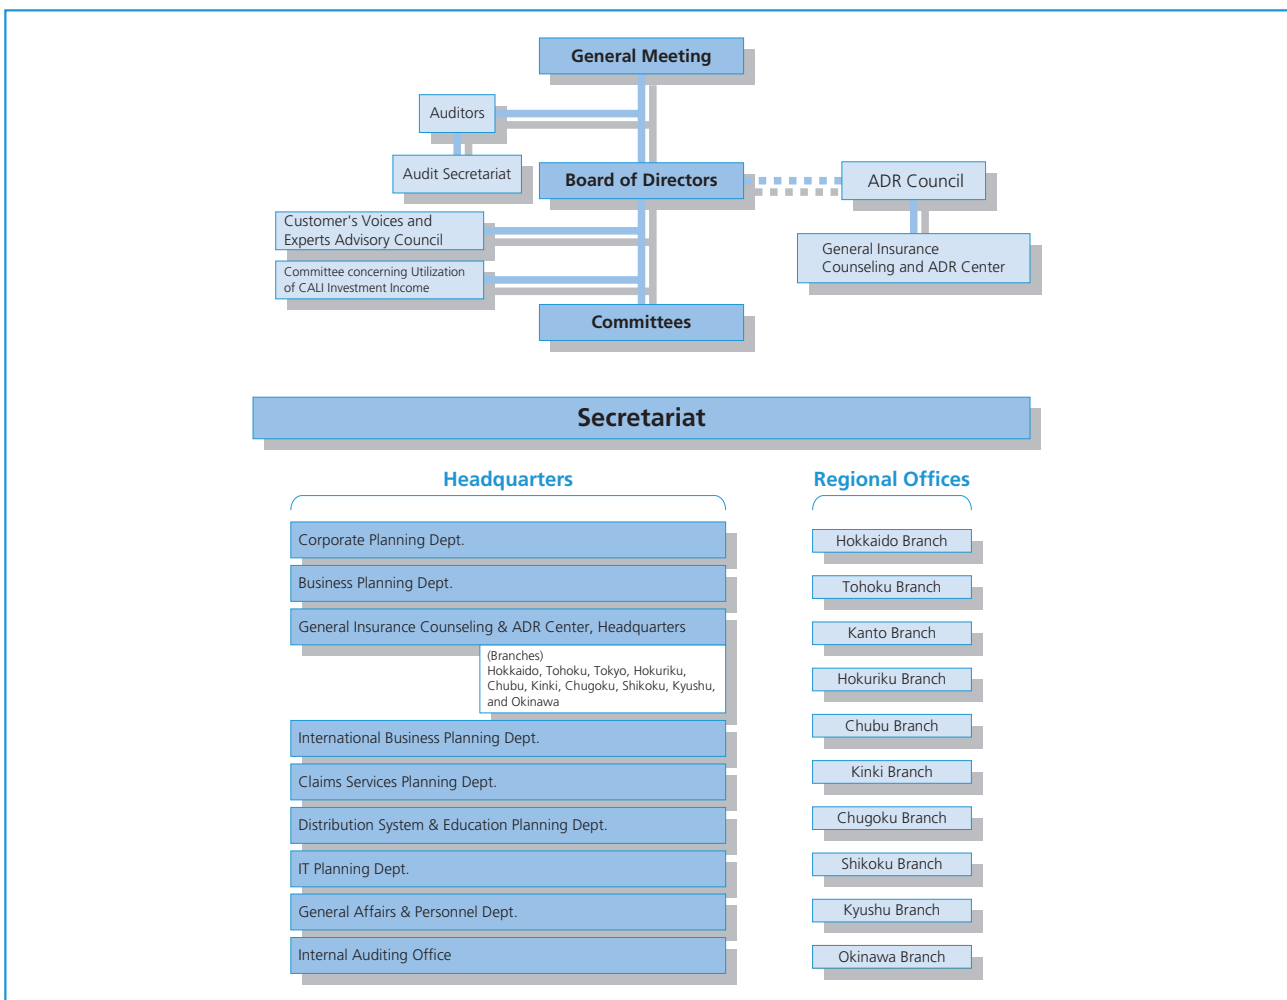 General Meeting
Auditors
Audit Secretariat
Board of Directors
ADR Council
Customer's Voices and
Experts Advisory Council
General Insurance
Counseling and ADR Center
Committee concerning Utilization
of CALI Investment Income
Committees
Secretariat
Headquarters
Corporate Planning Dept.
Business Planning Dept.
General Insurance Counseling & ADR Center, Headquarters
(Branches)
Hokkaido, Tohoku, Tokyo, Hokuriku,
Chubu, Kinki, Chugoku, Shikoku, Kyushu,
and Okinawa
International Business Planning Dept.
Claims Services Planning Dept.
Distribution System & Education Planning Dept.
IT Planning Dept.
General Affairs & Personnel Dept.
Internal Auditing Office
Regional Offices
Hokkaido Branch
Tohoku Branch
Kanto Branch
Hokuriku Branch
Chubu Branch
Kinki Branch
Chugoku Branch
Shikoku Branch
Kyushu Branch
Okinawa Branch